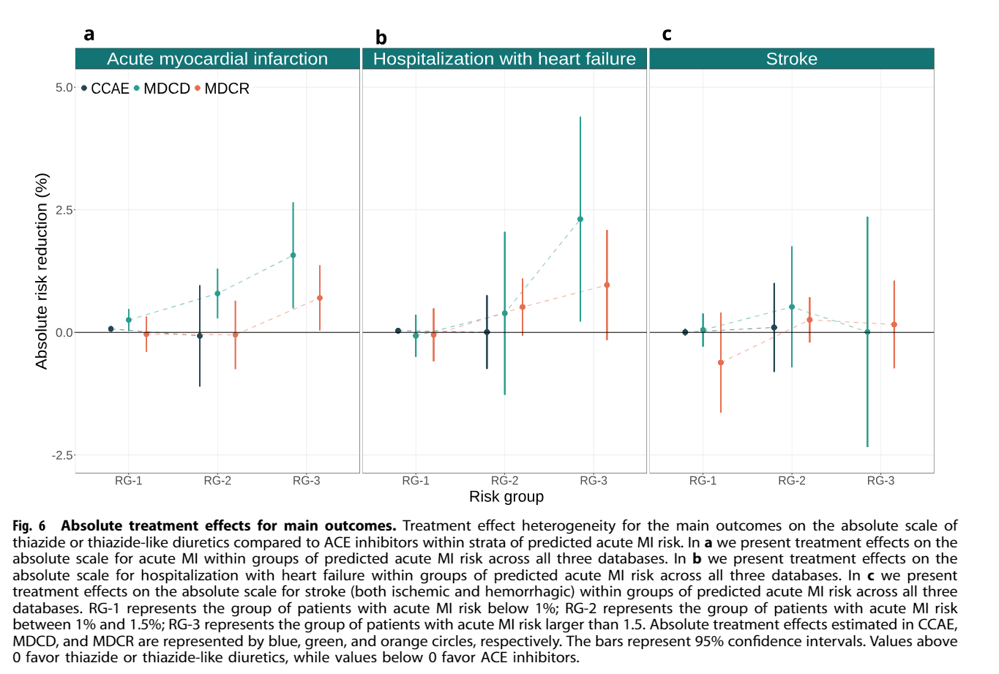 a
b
c
Acute myocardial infarction
Hospitalization with heart failure
Stroke
CCAE MDCD MDCR
5.0
2.5
0.0
-2.5
Absolute risk reduction (%)
RG-1 RG-2 RG-3
RG-1 RG-2 RG-3
RG-1 RG-2 RG-3
Risk group
Fig. 6 Absolute treatment effects for main outcomes. Treatment effect heterogeneity for the main outcomes on the absolute scale of
thiazide or thiazide-like diuretics compared to ACE inhibitors within strata of predicted acute MI risk. In a we present treatment effects on the
absolute scale for acute MI within groups of predicted acute MI risk across all three databases. In b we present treatment effects on the
absolute scale for hospitalization with heart failure within groups of predicted acute MI risk across all three databases. In c we present
treatment effects on the absolute scale for stroke (both ischemic and hemorrhagic) within groups of predicted acute MI risk across all three
databases. RG-1 represents the group of patients with acute MI risk below 1%; RG-2 represents the group of patients with acute MI risk
between 1% and 1.5%; RG-3 represents the group of patients with acute MI risk larger than 1.5. Absolute treatment effects estimated in CCAE,
MDCD, and MDCR are represented by blue, green, and orange circles, respectively. The bars represent 95% confidence intervals. Values above
0 favor thiazide or thiazide-like diuretics, while values below 0 favor ACE inhibitors.